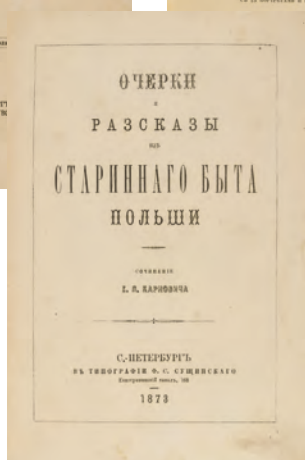 ОЧЕРКИ
И
РАЗСКАЗЫ
ИЗЪ
СТАРИННАГО БЫТА
ПОЛЬШИ
СОЧИНЕНІЕ
Е. П. КАРНОВИЧА
С.-ПЕТЕРБУРГЪ
ВЪ ТИПОГРАФІИ Ф. С. СУЩИНСКАГО
1873